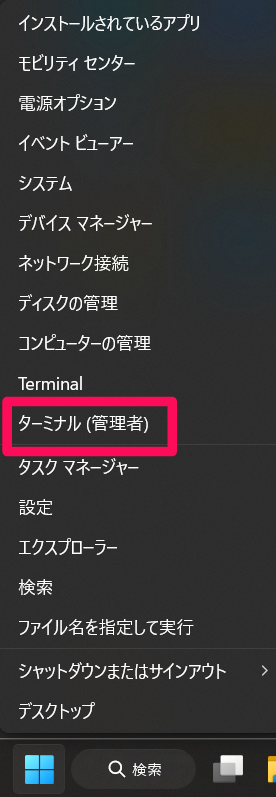 インストールされているアプリ
モビリティ センター
電源オプション
イベント ビューアー
システム
デバイス マネージャー
ネットワーク接続
ディスクの管理
コンピューターの管理
Terminal
ターミナル (管理者)
タスク マネージャー
設定
エクスプローラー
検索
ファイル名を指定して実行
シャットダウンまたはサインアウト
デスクトップ
検索